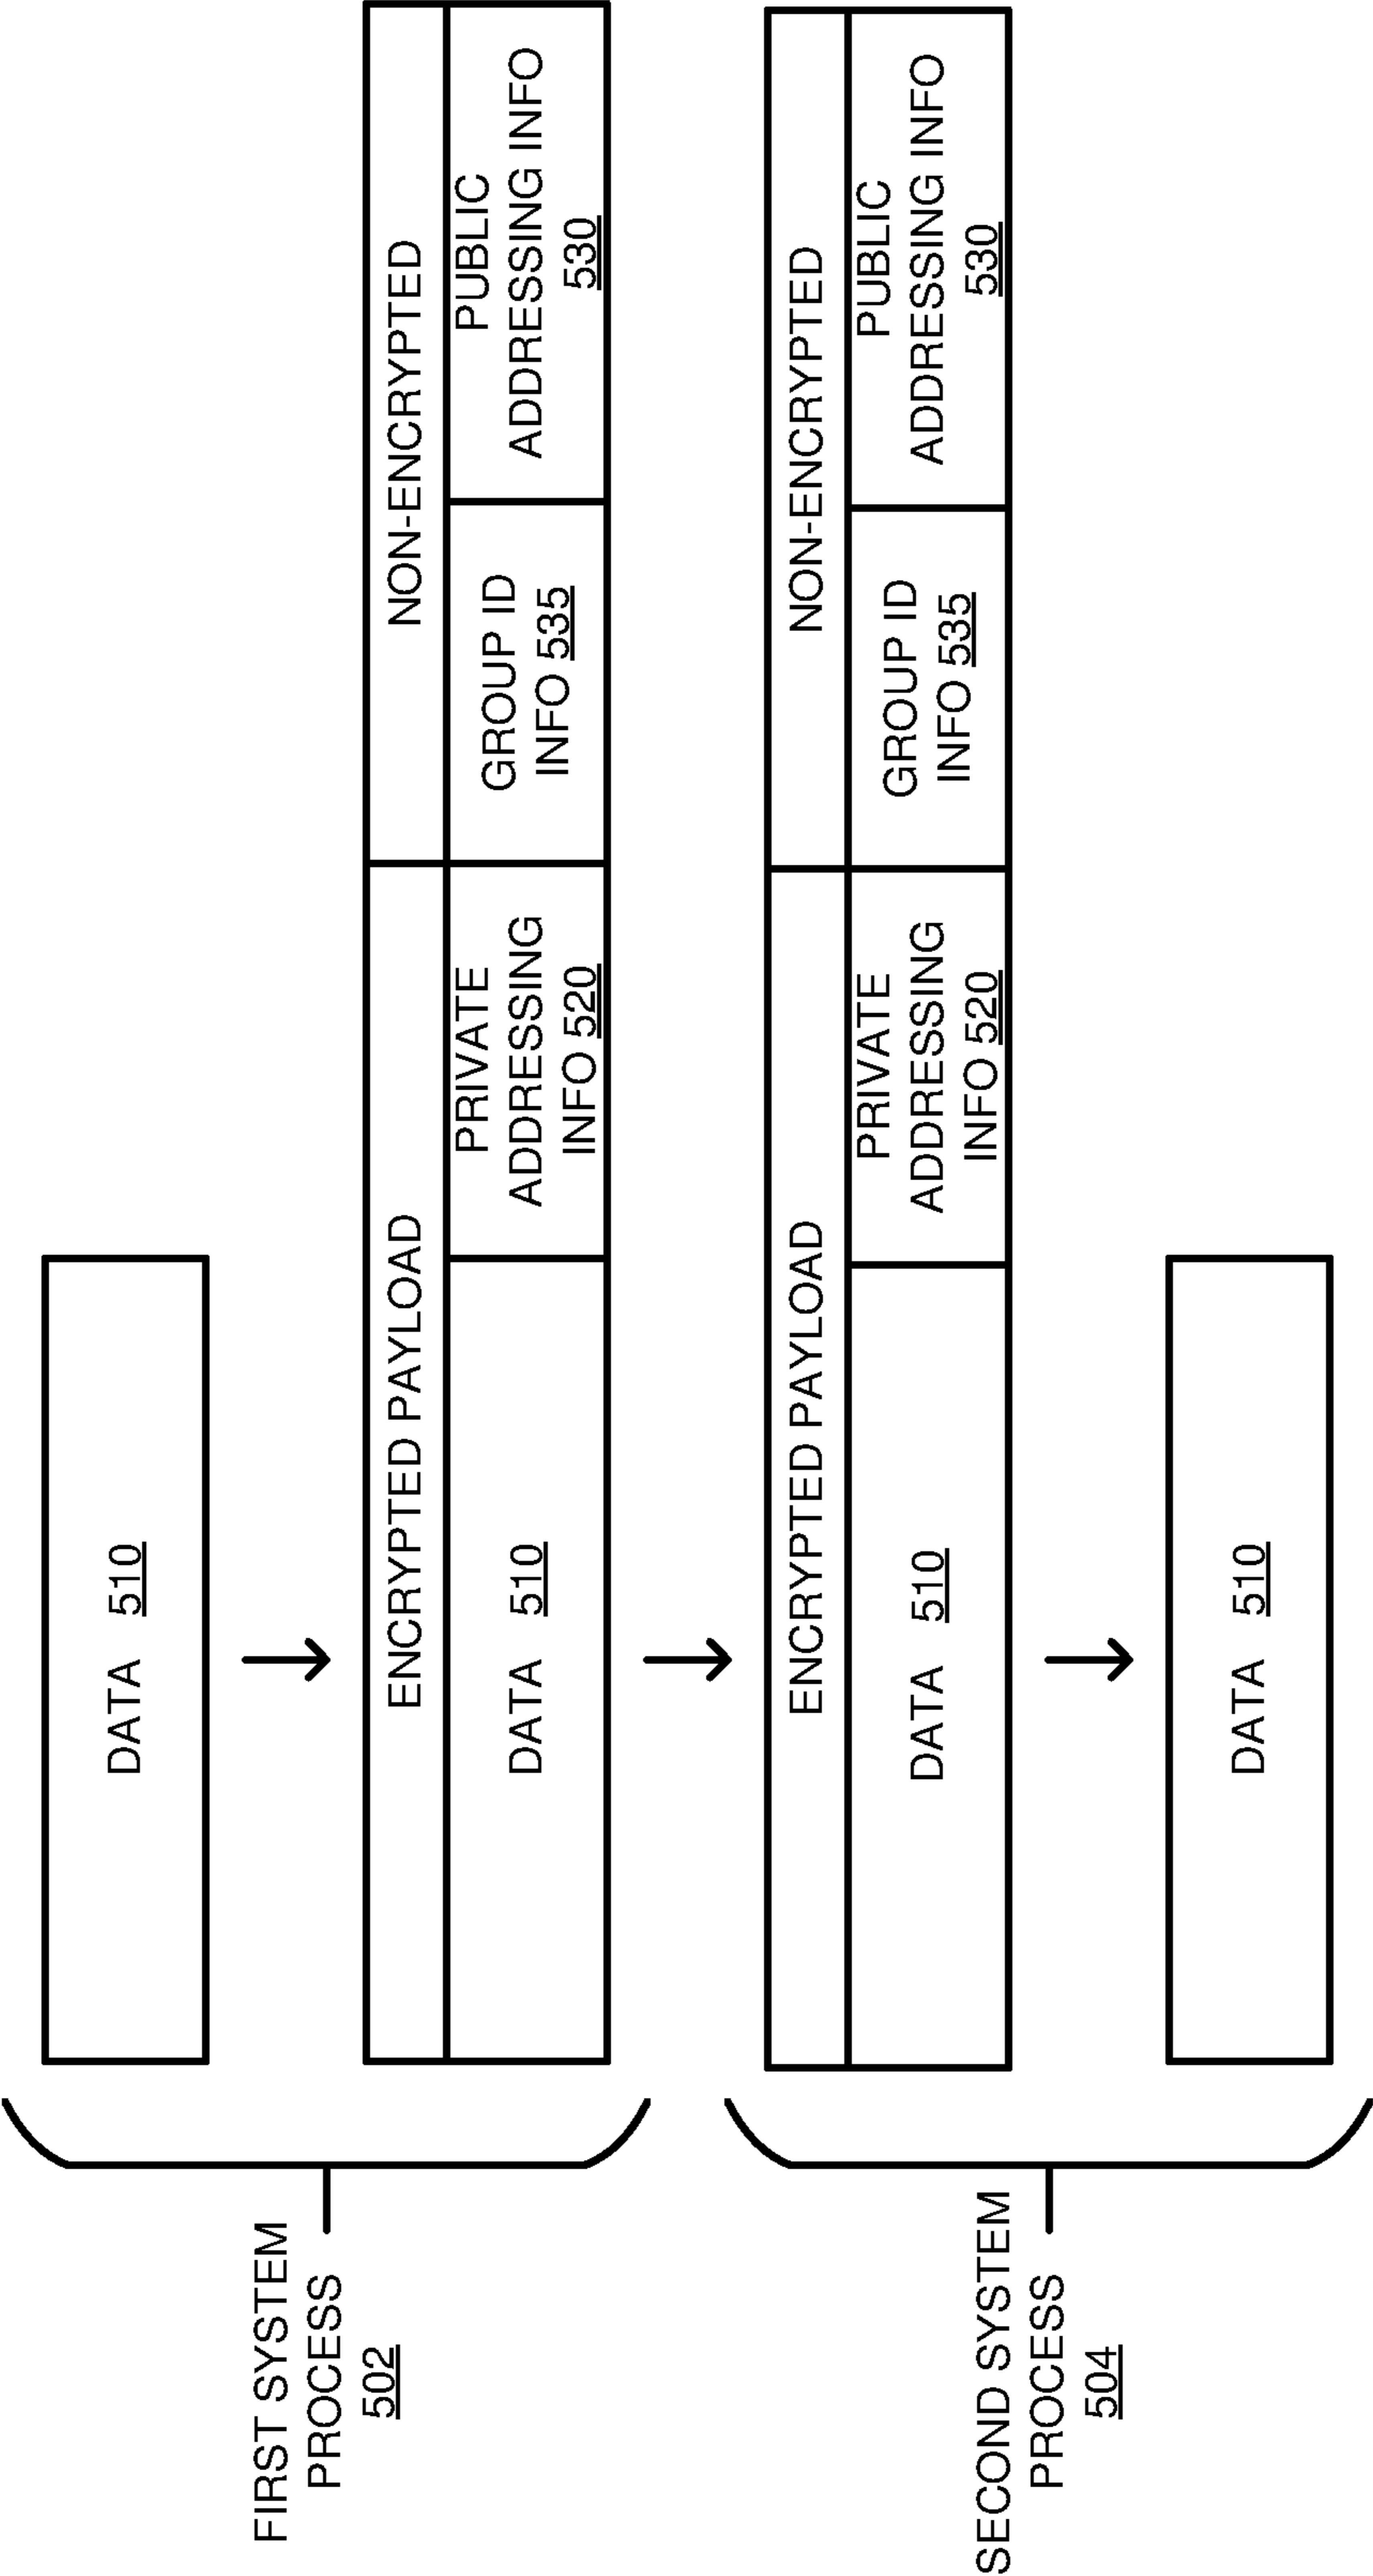 FIRST SYSTEM
PROCESS
502
DATA 510
ENCRYPTED PAYLOAD
NON-ENCRYPTED
DATA 510
PRIVATE
ADDRESSING
INFO 520
GROUP ID
INFO 535
PUBLIC
ADDRESSING INFO
530
SECOND SYSTEM
PROCESS
504
ENCRYPTED PAYLOAD
NON-ENCRYPTED
DATA 510
PRIVATE
ADDRESSING
INFO 520
GROUP ID
INFO 535
PUBLIC
ADDRESSING INFO
530
DATA 510